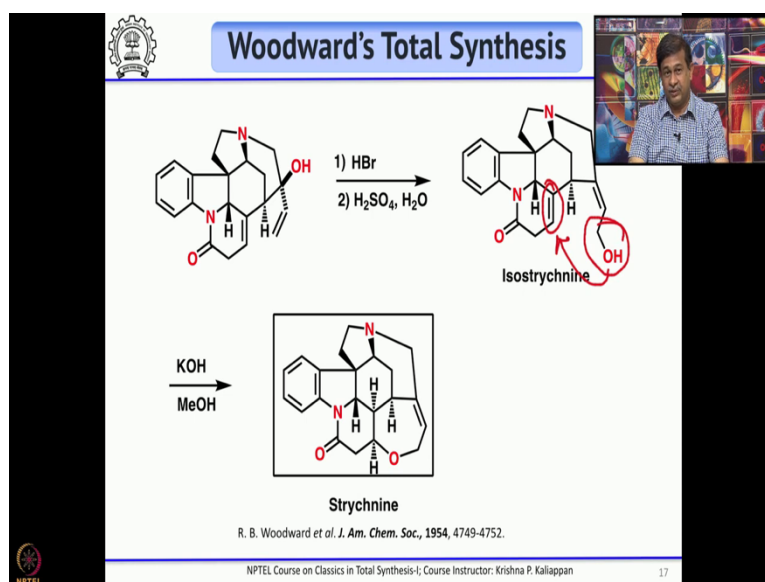 Woodward's Total Synthesis
N
OH
N
H
H
O
1) HBr
2) H₂SO₄, H₂O
N
N
H
H
O
OH
Isostrychnine
KOH
MeOH
N
H
N
H
H
O
O
H
Strychnine
R. B. Woodward et al. J. Am. Chem. Soc., 1954, 4749-4752.
NPTEL Course on Classics in Total Synthesis-I; Course Instructor: Krishna P. Kaliappan
17